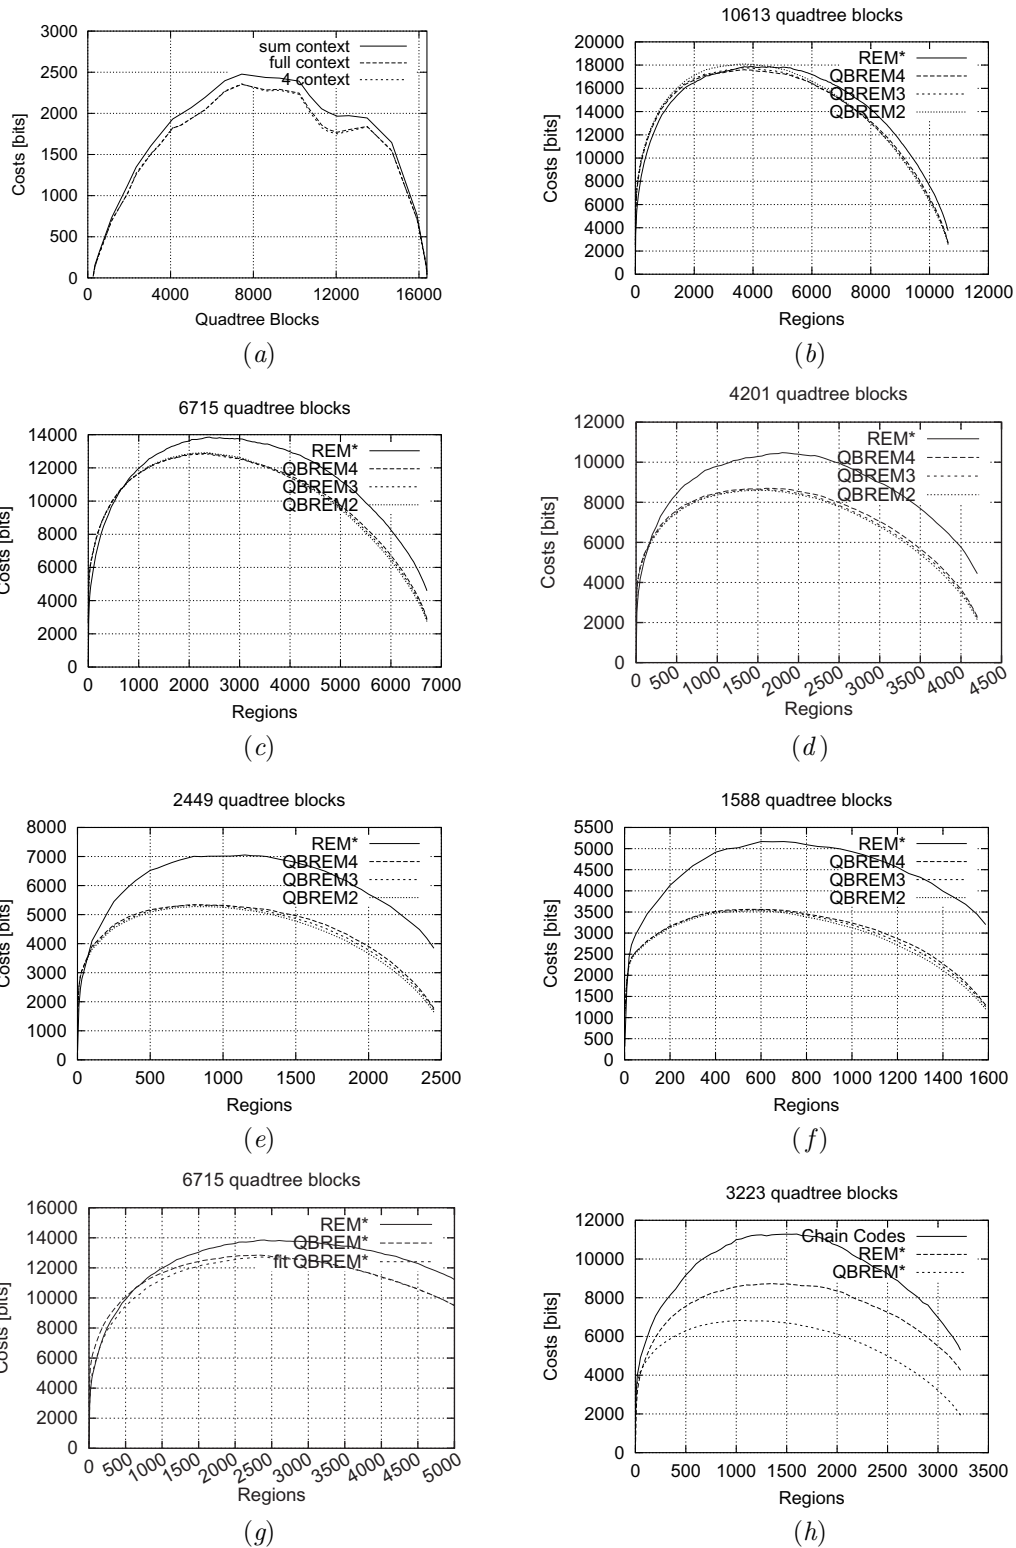 3000
2500
2000
1500
1000
500
0
Costs [bits]
sum context
full context
4 context
0 4000 8000 12000 16000
Quadtree Blocks
(a)
10613 quadtree blocks
20000
18000
16000
14000
12000
10000
8000
6000
4000
2000
0
Costs [bits]
REM*
QBREM4
QBREM3
QBREM2
0 2000 4000 6000 8000 10000 12000
Regions
(b)
6715 quadtree blocks
14000
12000
10000
8000
6000
4000
2000
0
Costs [bits]
REM*
QBREM4
QBREM3
QBREM2
0 1000 2000 3000 4000 5000 6000 7000
Regions
(c)
4201 quadtree blocks
12000
10000
8000
6000
4000
2000
0
Costs [bits]
REM*
QBREM4
QBREM3
QBREM2
0 500 1000 1500 2000 2500 3000 3500 4000 4500
Regions
(d)
2449 quadtree blocks
8000
7000
6000
5000
4000
3000
2000
1000
0
Costs [bits]
REM*
QBREM4
QBREM3
QBREM2
0 500 1000 1500 2000 2500
Regions
(e)
1588 quadtree blocks
5500
5000
4500
4000
3500
3000
2500
2000
1500
1000
500
0
Costs [bits]
REM*
QBREM4
QBREM3
QBREM2
0 200 400 600 800 1000 1200 1400 1600
Regions
(f)
6715 quadtree blocks
16000
14000
12000
10000
8000
6000
4000
2000
0
Costs [bits]
REM*
QBREM*
flt QBREM*
0 500 1000 1500 2000 2500 3000 3500 4000 4500 5000
Regions
(g)
3223 quadtree blocks
12000
10000
8000
6000
4000
2000
0
Costs [bits]
Chain Codes
REM*
QBREM*
0 500 1000 1500 2000 2500 3000 3500
Regions
(h)